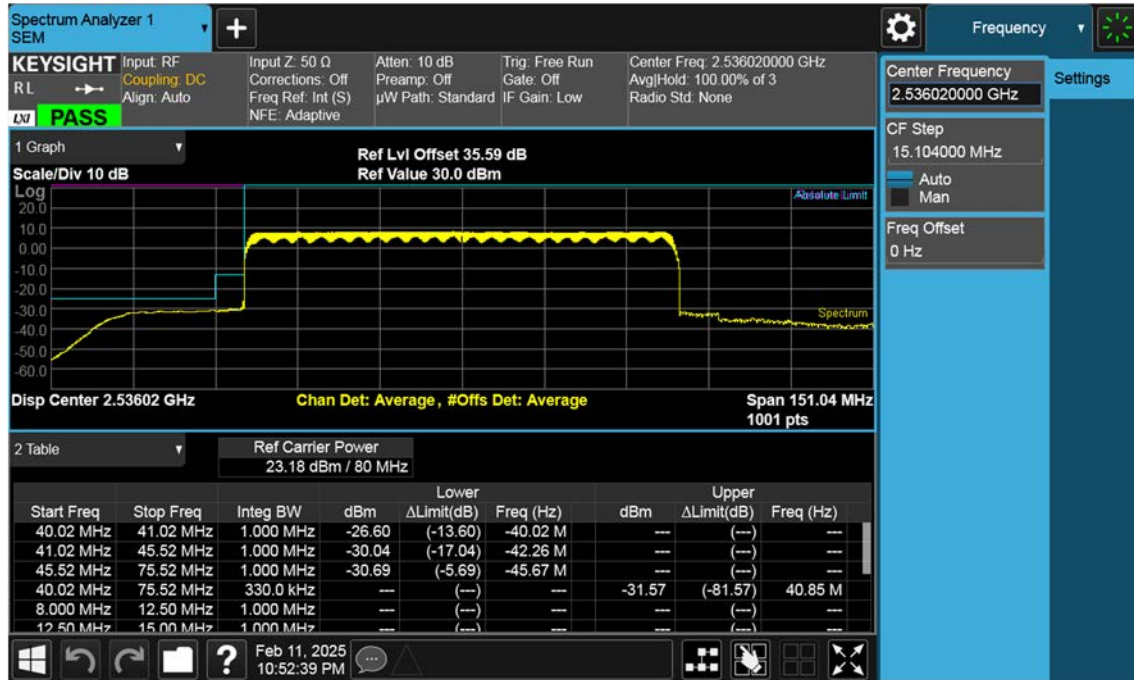 Spectrum Analyzer 1
SEM
+
Frequency
KEYSIGHT
RL
LXI PASS
Input: RF
Coupling: DC
Align: Auto
Input Z: 50 Ω
Corrections: Off
Freq Ref: Int (S)
NFE: Adaptive
Atten: 10 dB
Preamp: Off
µW Path: Standard
Trig: Free Run
Gate: Off
IF Gain: Low
Center Freq: 2.536020000 GHz
Avg|Hold: 100.00% of 3
Radio Std: None
Center Frequency
2.536020000 GHz
Settings
CF Step
15.104000 MHz
Auto
Man
Freq Offset
0 Hz
1 Graph
Scale/Div 10 dB
Ref Lvl Offset 35.59 dB
Ref Value 30.0 dBm
Log
Absolute Limit
20.0
10.0
0.00
-10.0
-20.0
-30.0
Spectrum
-40.0
-50.0
-60.0
Disp Center 2.53602 GHz
Chan Det: Average, #Offs Det: Average
Span 151.04 MHz
1001 pts
2 Table
Ref Carrier Power
23.18 dBm / 80 MHz
Lower Upper
Start Freq Stop Freq Integ BW dBm ΔLimit(dB) Freq (Hz) dBm ΔLimit(dB) Freq (Hz)
40.02 MHz 41.02 MHz 1.000 MHz -26.60 (-13.60) -40.02 M --- (---) ---
41.02 MHz 45.52 MHz 1.000 MHz -30.04 (-17.04) -42.26 M --- (---) ---
45.52 MHz 75.52 MHz 1.000 MHz -30.69 (-5.69) -45.67 M --- (---) ---
40.02 MHz 75.52 MHz 330.0 kHz --- (---) --- -31.57 (-81.57) 40.85 M
8.000 MHz 12.50 MHz 1.000 MHz --- (---) --- --- (---) ---
12.50 MHz 15.00 MHz 1.000 MHz --- (---) --- --- (---) ---
?
Feb 11, 2025
10:52:39 PM